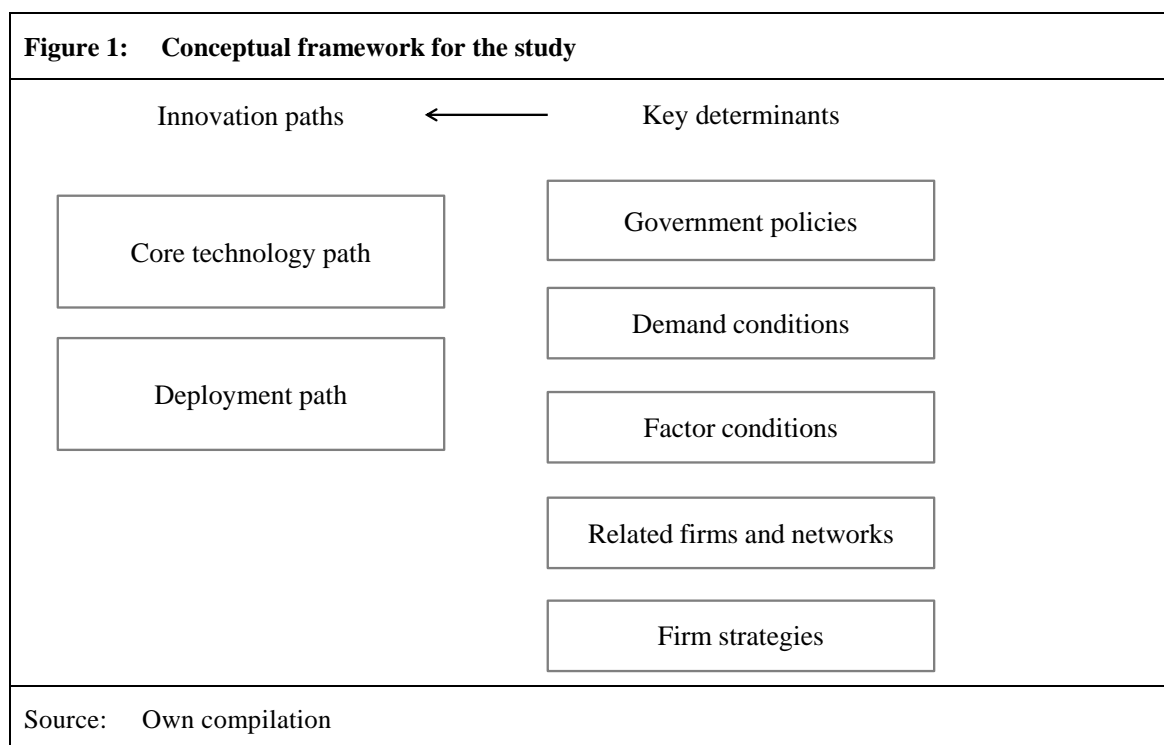 Figure 1: Conceptual framework for the study
Innovation paths
Key determinants
Core technology path
Deployment path
Government policies
Demand conditions
Factor conditions
Related firms and networks
Firm strategies
Source: Own compilation